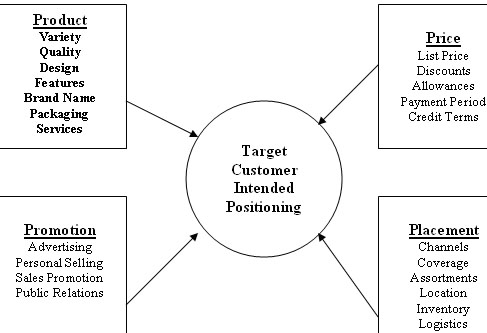 Product
Variety
Quality
Design
Features
Brand Name
Packaging
Services
Price
List Price
Discounts
Allowances
Payment Period
Credit Terms
Target
Customer
Intended
Positioning
Promotion
Advertising
Personal Selling
Sales Promotion
Public Relations
Placement
Channels
Coverage
Assortments
Location
Inventory
Logistics